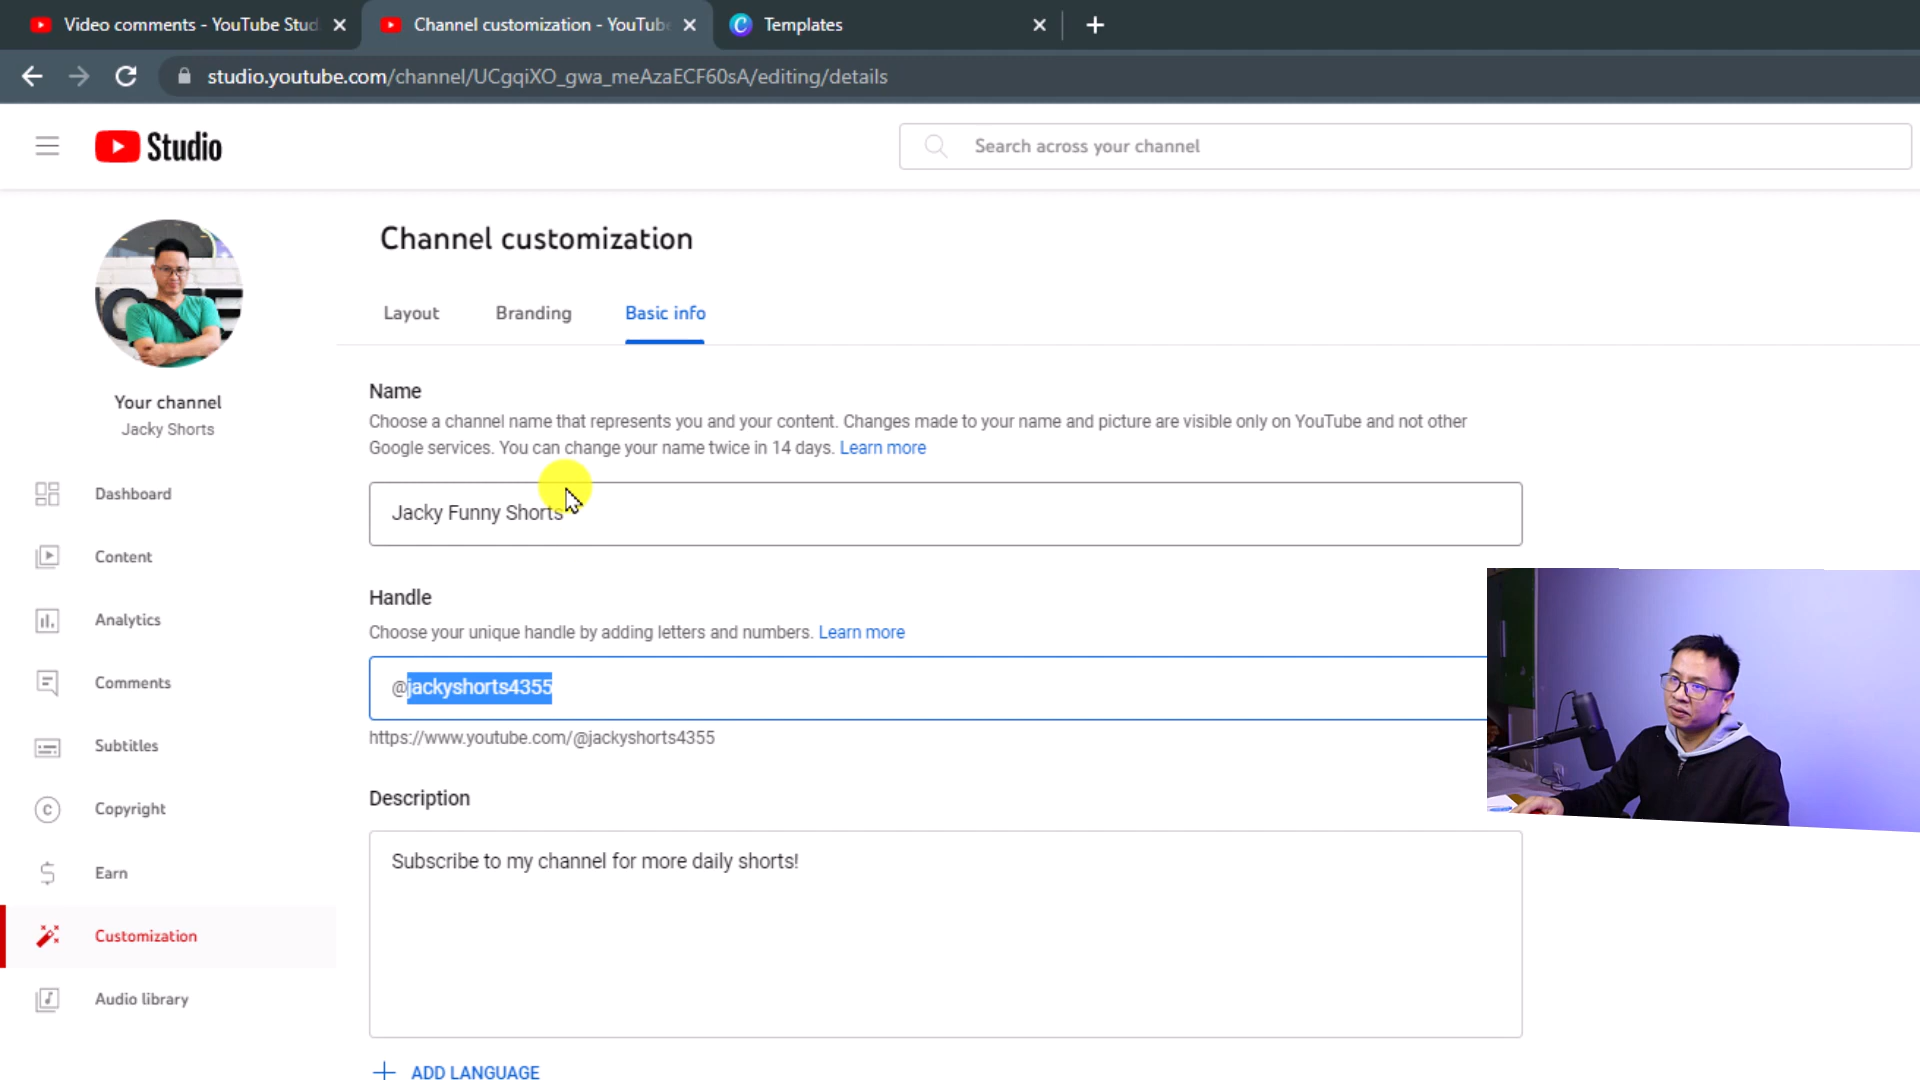 Video comments - YouTube Stud
Channel customization - YouTub
Templates
studio.youtube.com/channel/UCgqiXO_gwa_meAzaECF60sA/editing/details
Studio
Search across your channel
Channel customization
Layout
Branding
Basic info
Your channel
Jacky Shorts
Dashboard
Content
Analytics
Comments
Subtitles
Copyright
Earn
Customization
Audio library
Name
Choose a channel name that represents you and your content. Changes made to your name and picture are visible only on YouTube and not other
Google services. You can change your name twice in 14 days. Learn more
Jacky Funny Shorts
Handle
Choose your unique handle by adding letters and numbers. Learn more
@jackyshorts4355
https://www.youtube.com/@jackyshorts4355
Description
Subscribe to my channel for more daily shorts!
ADD LANGUAGE